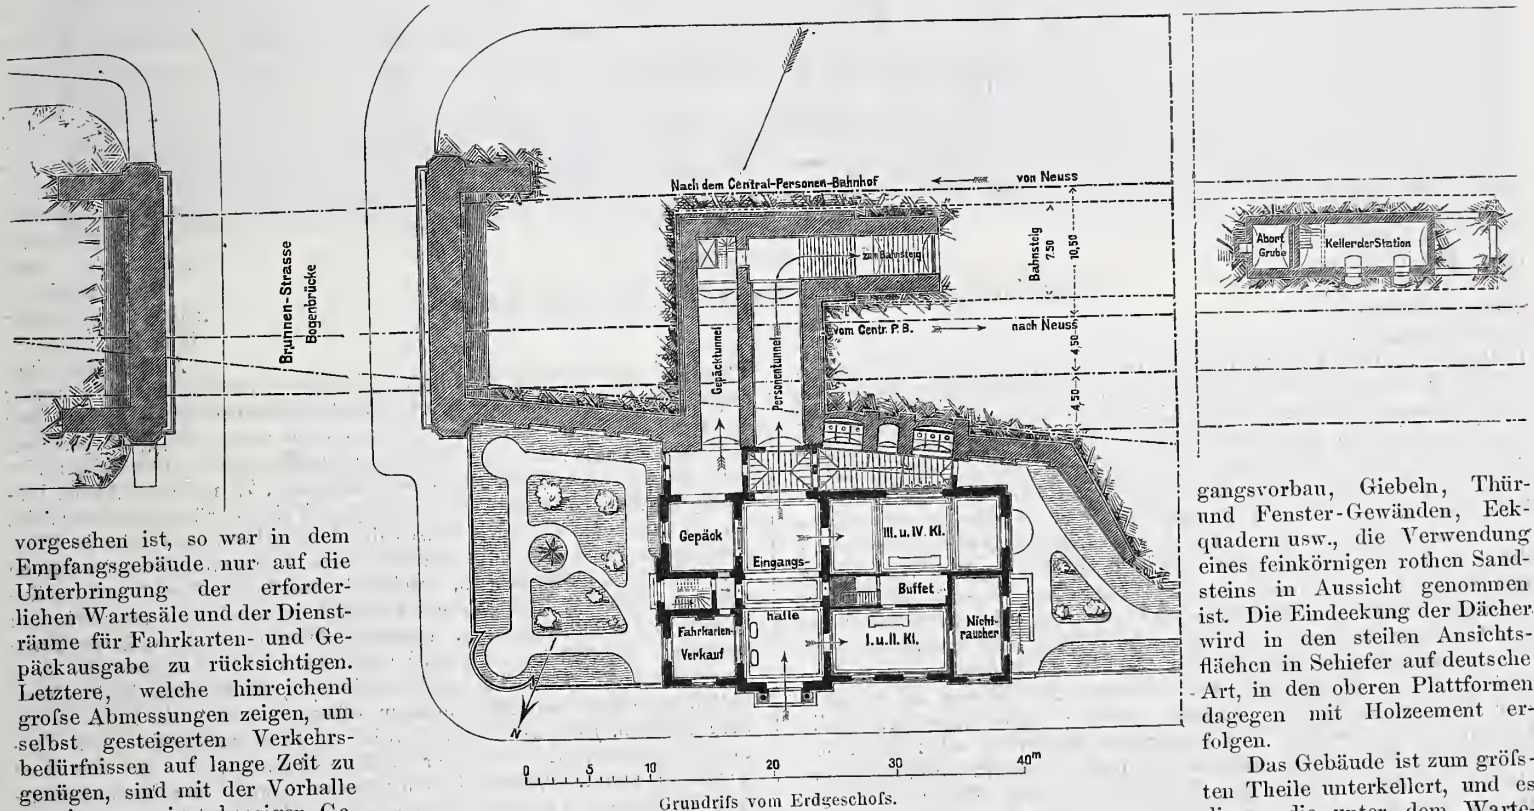 Nach dem Central-Personen-Bahnhof
von Neuss
Brunnen-Strasse
Bogenbrücke
Gepäcktunnel
Personentunnel
zum Bahnsteig
Bahnsteig
7.50
10,50
vom Centr. P. B.
nach Neuss
4,50
4,50
Abort
Grube
Keller der Station
Gepäck
Eingangs-
halle
III. u. IV. Kl.
Buffet
Fahrkarten-
Verkauf
I. u. II. Kl.
Nicht-
raucher
N
0 5 10 20 30 40m
Grundriſs vom Erdgeschoſs.
vorgesehen ist, so war in dem
Empfangsgebäude nur auf die
Unterbringung der erforder-
lichen Wartesäle und der Dienst-
räume für Fahrkarten- und Ge-
päckausgabe zu rücksichtigen.
Letztere, welche hinreichend
groſse Abmessungen zeigen, um
selbst gesteigerten Verkehrs-
bedürfnissen auf lange Zeit zu
genügen, sind mit der Vorhalle
gangsvorbau, Giebeln, Thür-
und Fenster-Gewänden, Eck-
quadern usw., die Verwendung
eines feinkörnigen rothen Sand-
steins in Aussicht genommen
ist. Die Eindeckung der Dächer
wird in den steilen Ansichts-
flächen in Schiefer auf deutsche
Art, in den oberen Plattformen
dagegen mit Holzcement er-
folgen.
Das Gebäude ist zum gröſs-
ten Theile unterkellert, und es